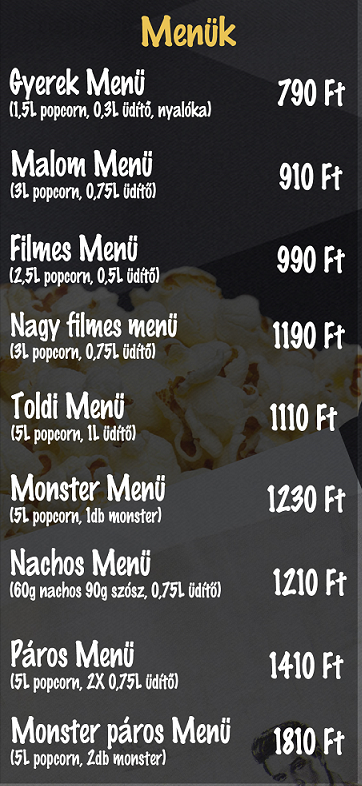 Menük
Gyerek Menü 790 Ft
(1,5L popcorn, 0,3L üdítő, nyalóka)
Malom Menü 910 Ft
(3L popcorn, 0,75L üdítő)
Filmes Menü 990 Ft
(2,5L popcorn, 0,5L üdítő)
Nagy filmes menü 1190 Ft
(3L popcorn, 0,75L üdítő)
Toldi Menü 1110 Ft
(5L popcorn, 1L üdítő)
Monster Menü 1230 Ft
(5L popcorn, 1db monster)
Nachos Menü 1210 Ft
(60g nachos 90g szósz, 0,75L üdítő)
Páros Menü 1410 Ft
(5L popcorn, 2X 0,75L üdítő)
Monster páros Menü 1810 Ft
(5L popcorn, 2db monster)